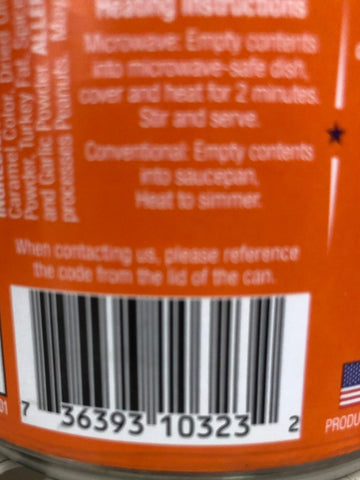 Heating Instructions
Microwave: Empty contents
into microwave-safe dish,
cover and heat for 2 minutes.
Stir and serve.
Conventional: Empty contents
into saucepan.
Heat to simmer.
Caramel Color, Dried
Powder, Turkey Fat,
and Garlic Powder.
processes Peanuts,
When contacting us, please reference
the code from the lid of the can.
01
7 36393 10323 2
PRODU